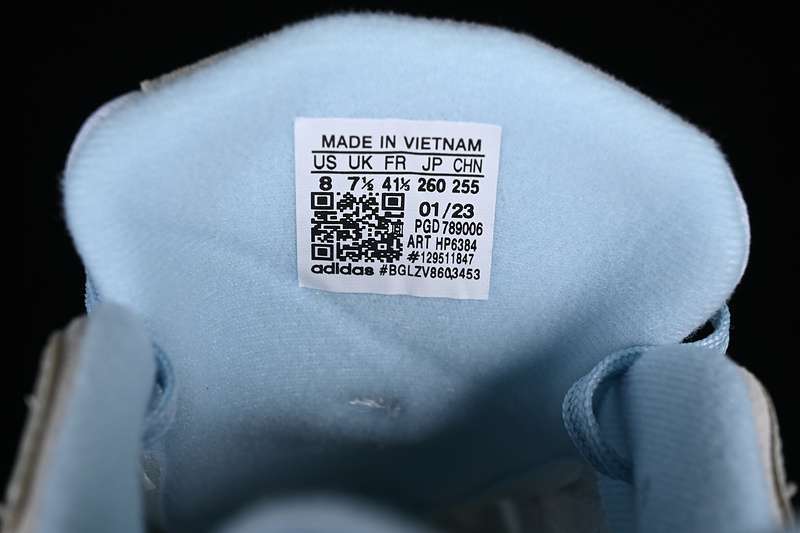 MADE IN VIETNAM
US UK FR JP CHN
8 7½ 41⅓ 260 255
01/23
PGD 789006
ART HP6384
#129511847
adidas #BGLZV8603453